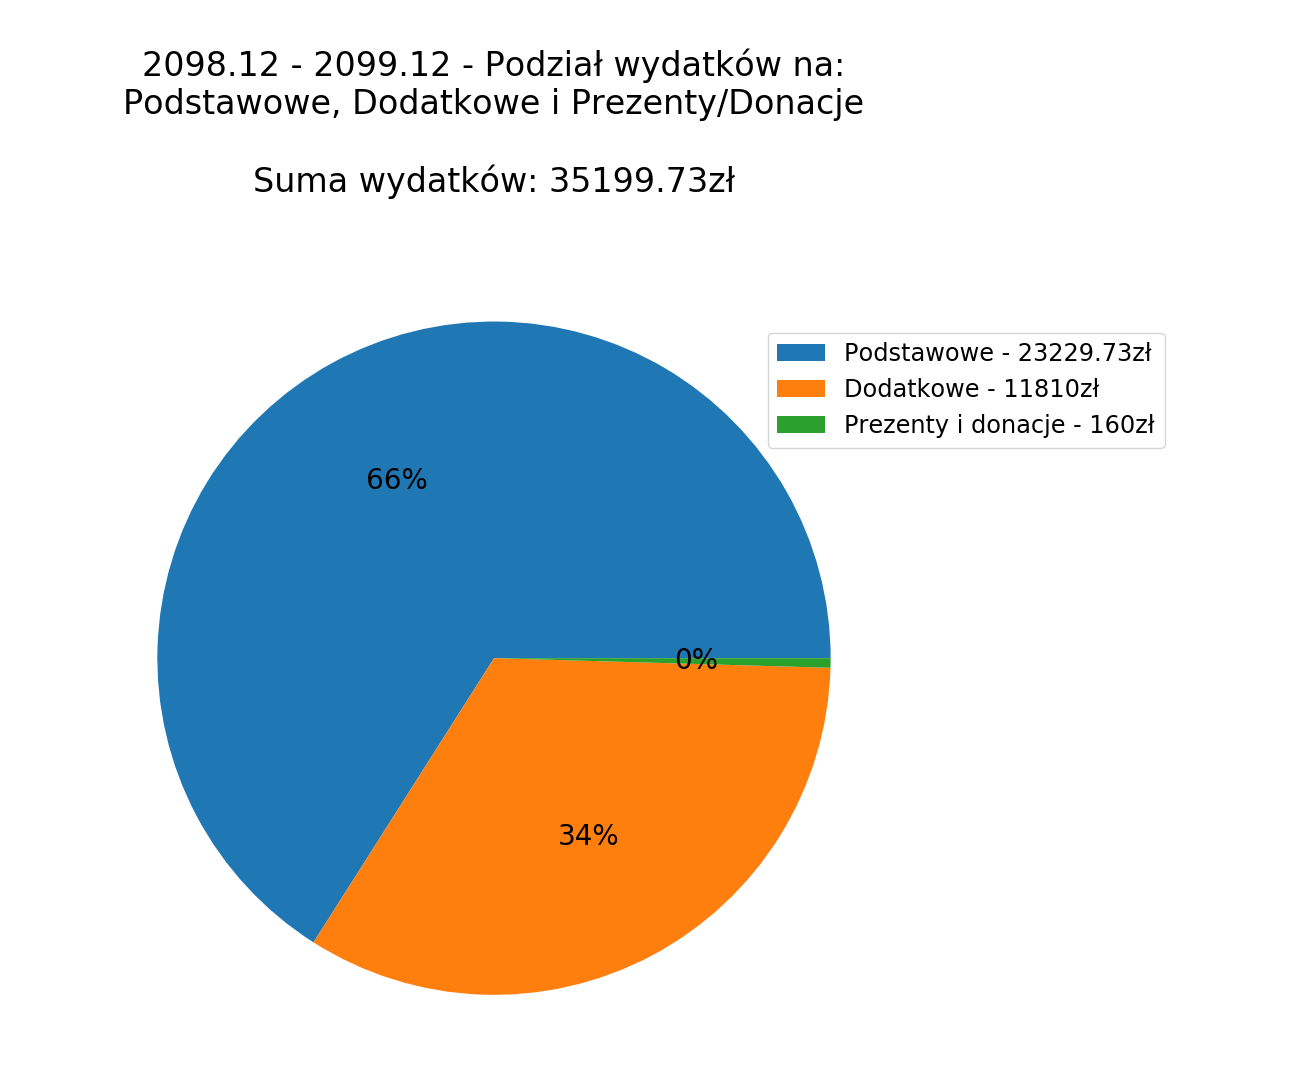 2098.12 - 2099.12 - Podział wydatków na:
Podstawowe, Dodatkowe i Prezenty/Donacje
Suma wydatków: 35199.73zł
Podstawowe - 23229.73zł
Dodatkowe - 11810zł
Prezenty i donacje - 160zł
66%
0%
34%